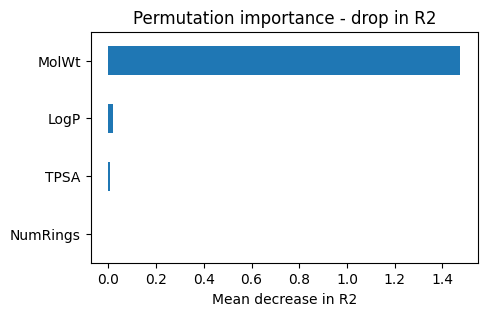 Permutation importance - drop in R2
MolWt
LogP
TPSA
NumRings
0.0 0.2 0.4 0.6 0.8 1.0 1.2 1.4
Mean decrease in R2